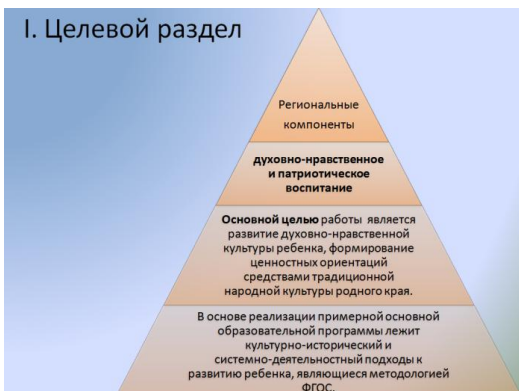 I. Целевой раздел
Региональные
компоненты
духовно-нравственное
и патриотическое
воспитание
Основной целью работы является
развитие духовно-нравственной
культуры ребенка, формирование
ценностных ориентаций
средствами традиционной
народной культуры родного края.
В основе реализации примерной основной
образовательной программы лежит
культурно-исторический и
системно-деятельностный подходы к
развитию ребенка, являющиеся методологией
ФГОС.